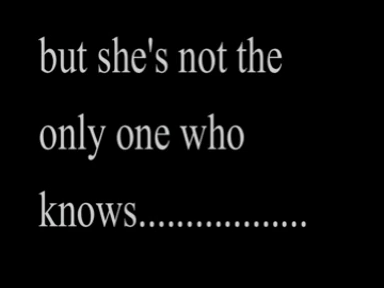 but she's not the
only one who
knows..................